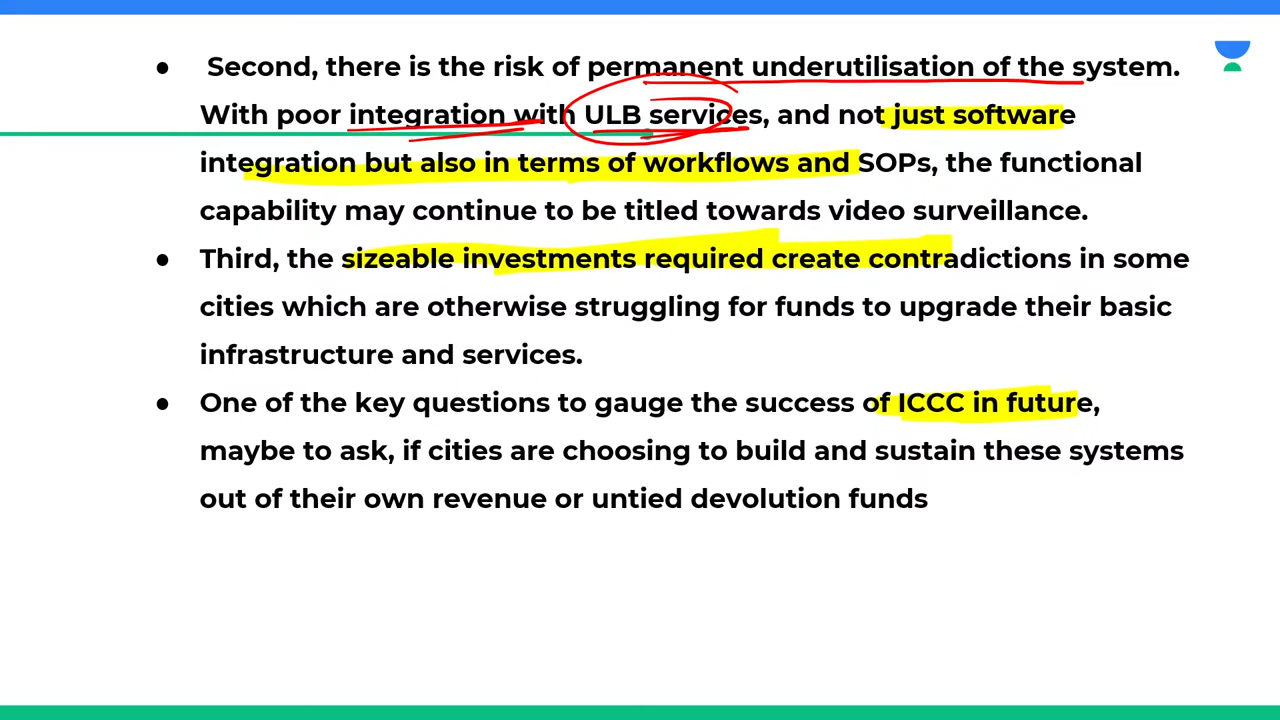 ● Second, there is the risk of permanent underutilisation of the system.
With poor integration with ULB services, and not just software
integration but also in terms of workflows and SOPs, the functional
capability may continue to be titled towards video surveillance.
● Third, the sizeable investments required create contradictions in some
cities which are otherwise struggling for funds to upgrade their basic
infrastructure and services.
● One of the key questions to gauge the success of ICCC in future,
maybe to ask, if cities are choosing to build and sustain these systems
out of their own revenue or untied devolution funds